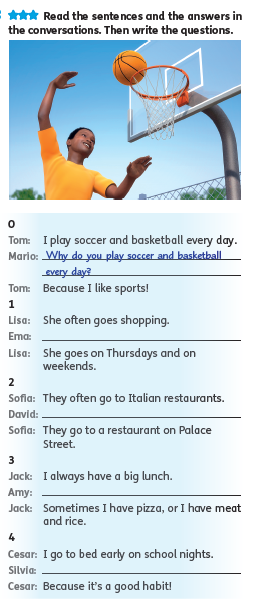 ★★★ Read the sentences and the answers in
the conversations. Then write the questions.
0
Tom: I play soccer and basketball every day.
Mario: Why do you play soccer and basketball
every day?
Tom: Because I like sports!
1
Lisa: She often goes shopping.
Ema:
Lisa: She goes on Thursdays and on
weekends.
2
Sofia: They often go to Italian restaurants.
David:
Sofia: They go to a restaurant on Palace
Street.
3
Jack: I always have a big lunch.
Amy:
Jack: Sometimes I have pizza, or I have meat
and rice.
4
Cesar: I go to bed early on school nights.
Silvia:
Cesar: Because it's a good habit!